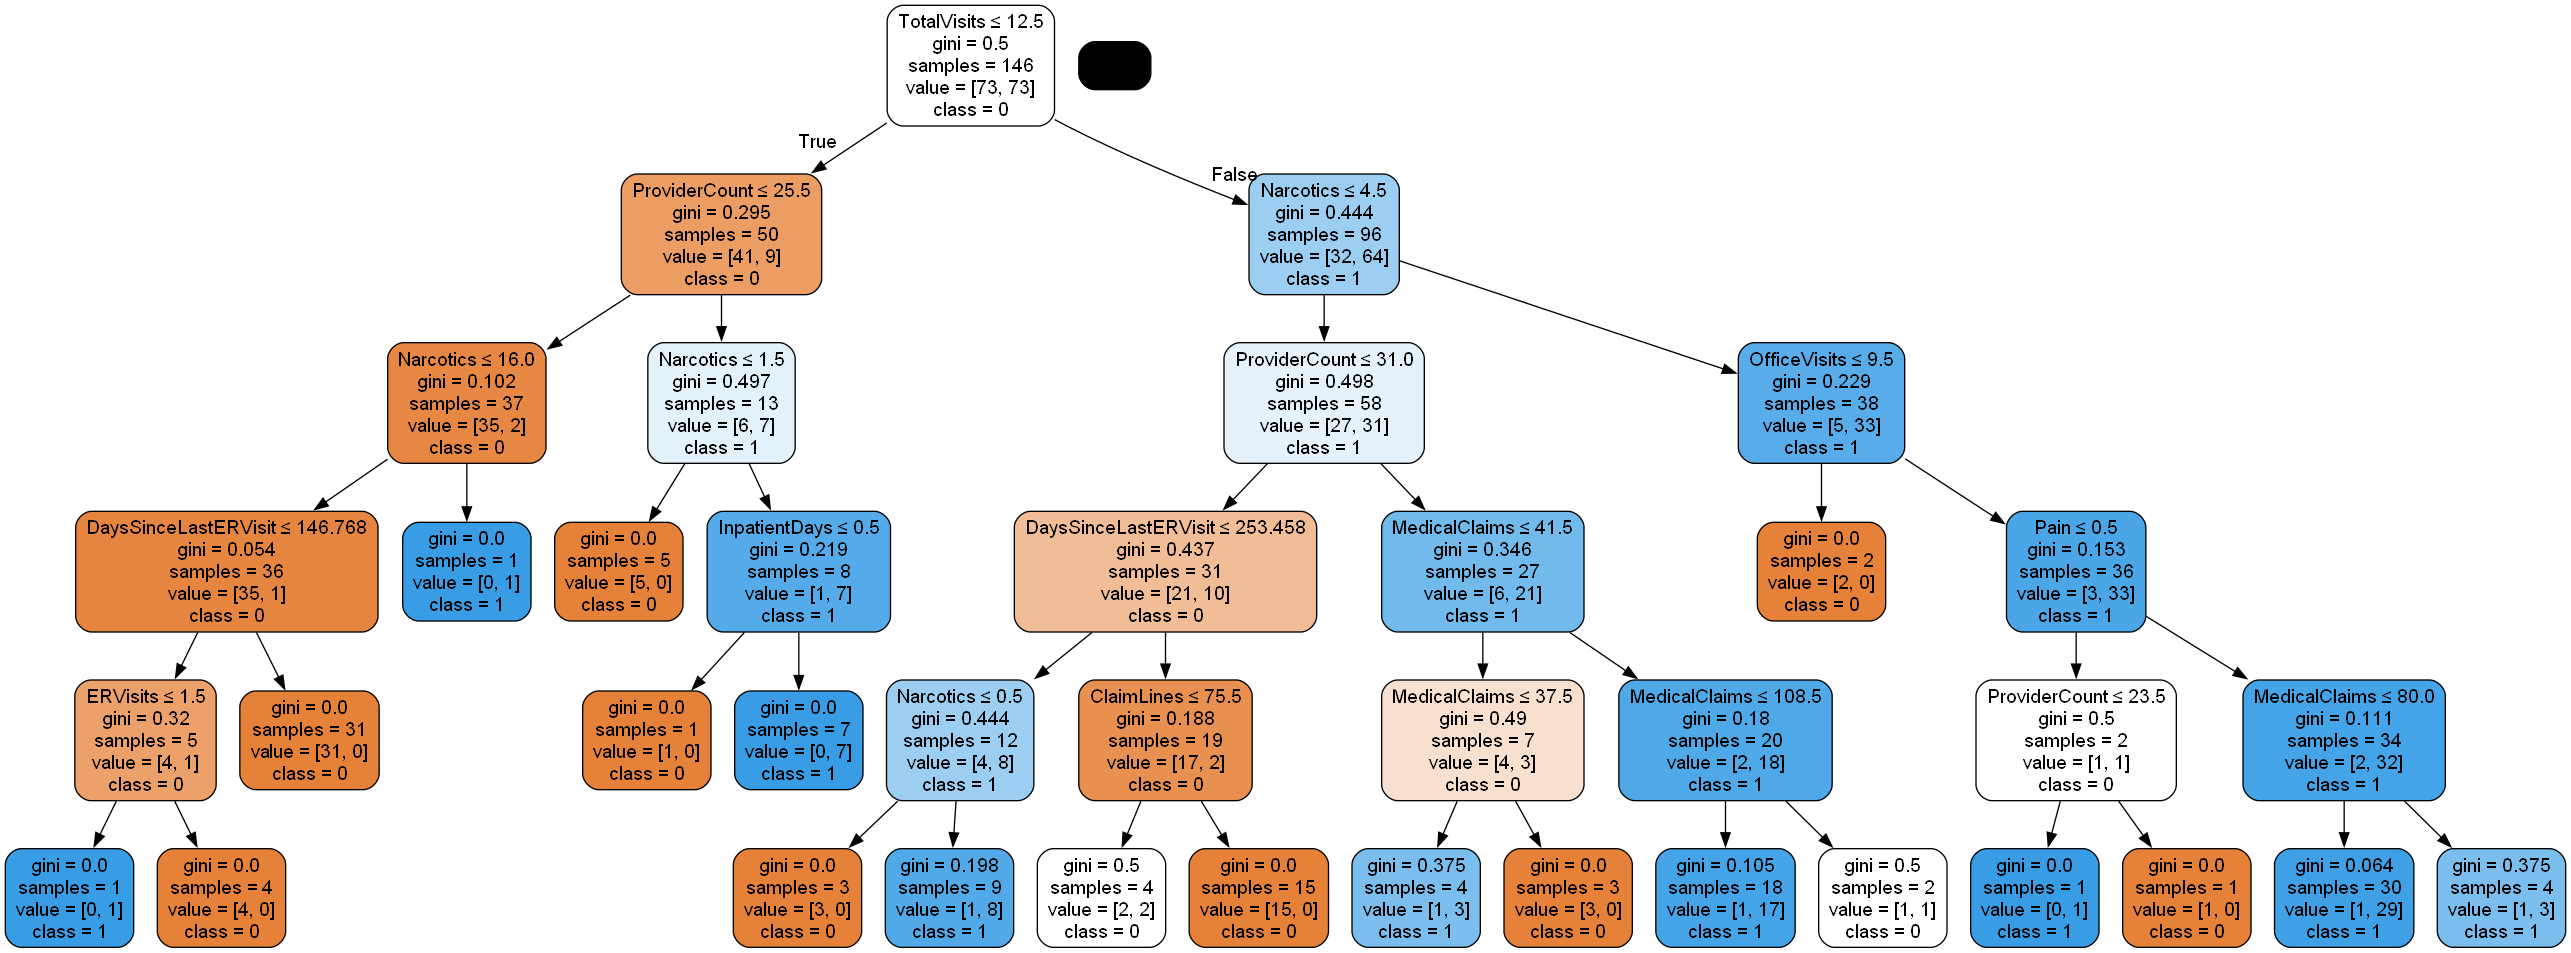 TotalVisits ≤ 12.5
gini = 0.5
samples = 146
value = [73, 73]
class = 0
True
False
ProviderCount ≤ 25.5
gini = 0.295
samples = 50
value = [41, 9]
class = 0
Narcotics ≤ 4.5
gini = 0.444
samples = 96
value = [32, 64]
class = 1
Narcotics ≤ 16.0
gini = 0.102
samples = 37
value = [35, 2]
class = 0
Narcotics ≤ 1.5
gini = 0.497
samples = 13
value = [6, 7]
class = 1
ProviderCount ≤ 31.0
gini = 0.498
samples = 58
value = [27, 31]
class = 1
OfficeVisits ≤ 9.5
gini = 0.229
samples = 38
value = [5, 33]
class = 1
DaysSinceLastERVisit ≤ 146.768
gini = 0.054
samples = 36
value = [35, 1]
class = 0
gini = 0.0
samples = 1
value = [0, 1]
class = 1
gini = 0.0
samples = 5
value = [5, 0]
class = 0
InpatientDays ≤ 0.5
gini = 0.219
samples = 8
value = [1, 7]
class = 1
DaysSinceLastERVisit ≤ 253.458
gini = 0.437
samples = 31
value = [21, 10]
class = 0
MedicalClaims ≤ 41.5
gini = 0.346
samples = 27
value = [6, 21]
class = 1
gini = 0.0
samples = 2
value = [2, 0]
class = 0
Pain ≤ 0.5
gini = 0.153
samples = 36
value = [3, 33]
class = 1
ERVisits ≤ 1.5
gini = 0.32
samples = 5
value = [4, 1]
class = 0
gini = 0.0
samples = 31
value = [31, 0]
class = 0
gini = 0.0
samples = 1
value = [1, 0]
class = 0
gini = 0.0
samples = 7
value = [0, 7]
class = 1
Narcotics ≤ 0.5
gini = 0.444
samples = 12
value = [4, 8]
class = 1
ClaimLines ≤ 75.5
gini = 0.188
samples = 19
value = [17, 2]
class = 0
MedicalClaims ≤ 37.5
gini = 0.49
samples = 7
value = [4, 3]
class = 0
MedicalClaims ≤ 108.5
gini = 0.18
samples = 20
value = [2, 18]
class = 1
ProviderCount ≤ 23.5
gini = 0.5
samples = 2
value = [1, 1]
class = 0
MedicalClaims ≤ 80.0
gini = 0.111
samples = 34
value = [2, 32]
class = 1
gini = 0.0
samples = 1
value = [0, 1]
class = 1
gini = 0.0
samples = 4
value = [4, 0]
class = 0
gini = 0.0
samples = 3
value = [3, 0]
class = 0
gini = 0.198
samples = 9
value = [1, 8]
class = 1
gini = 0.5
samples = 4
value = [2, 2]
class = 0
gini = 0.0
samples = 15
value = [15, 0]
class = 0
gini = 0.375
samples = 4
value = [1, 3]
class = 1
gini = 0.0
samples = 3
value = [3, 0]
class = 0
gini = 0.105
samples = 18
value = [1, 17]
class = 1
gini = 0.5
samples = 2
value = [1, 1]
class = 0
gini = 0.0
samples = 1
value = [0, 1]
class = 1
gini = 0.0
samples = 1
value = [1, 0]
class = 0
gini = 0.064
samples = 30
value = [1, 29]
class = 1
gini = 0.375
samples = 4
value = [1, 3]
class = 1